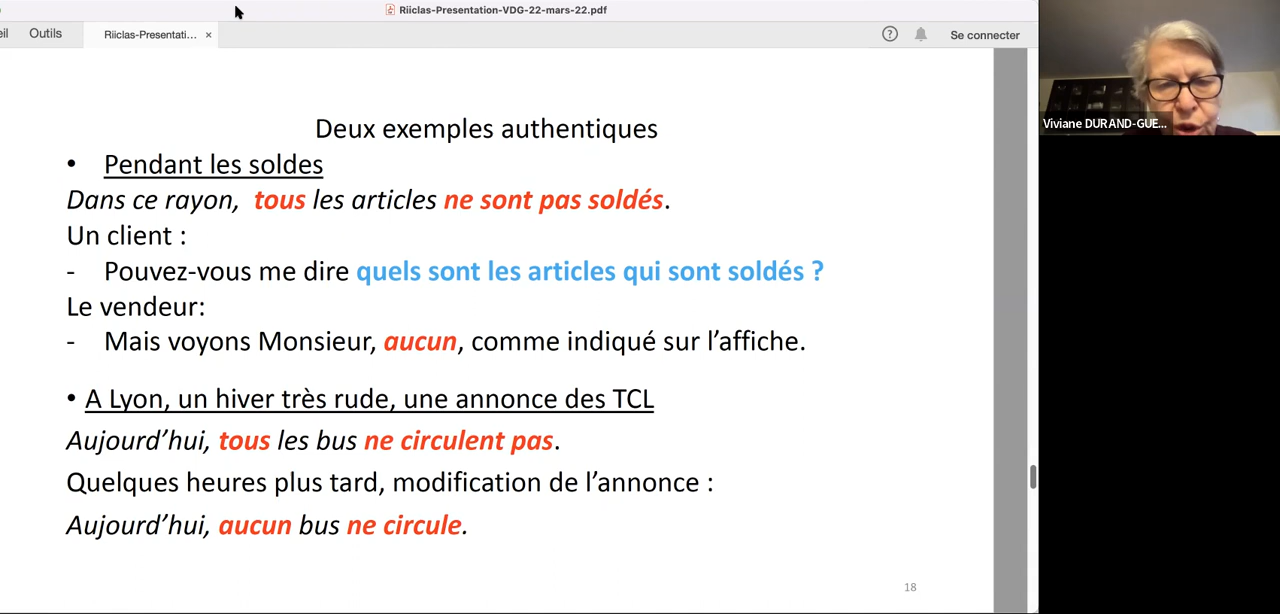 Riiclas-Presentation-VDG-22-mars-22.pdf
eil Outils Riiclas-Presentati... × ? Se connecter
Viviane DURAND-GUE...
Deux exemples authentiques
• Pendant les soldes
Dans ce rayon, tous les articles ne sont pas soldés.
Un client :
- Pouvez-vous me dire quels sont les articles qui sont soldés ?
Le vendeur:
- Mais voyons Monsieur, aucun, comme indiqué sur l’affiche.
• A Lyon, un hiver très rude, une annonce des TCL
Aujourd’hui, tous les bus ne circulent pas.
Quelques heures plus tard, modification de l’annonce :
Aujourd’hui, aucun bus ne circule.
18